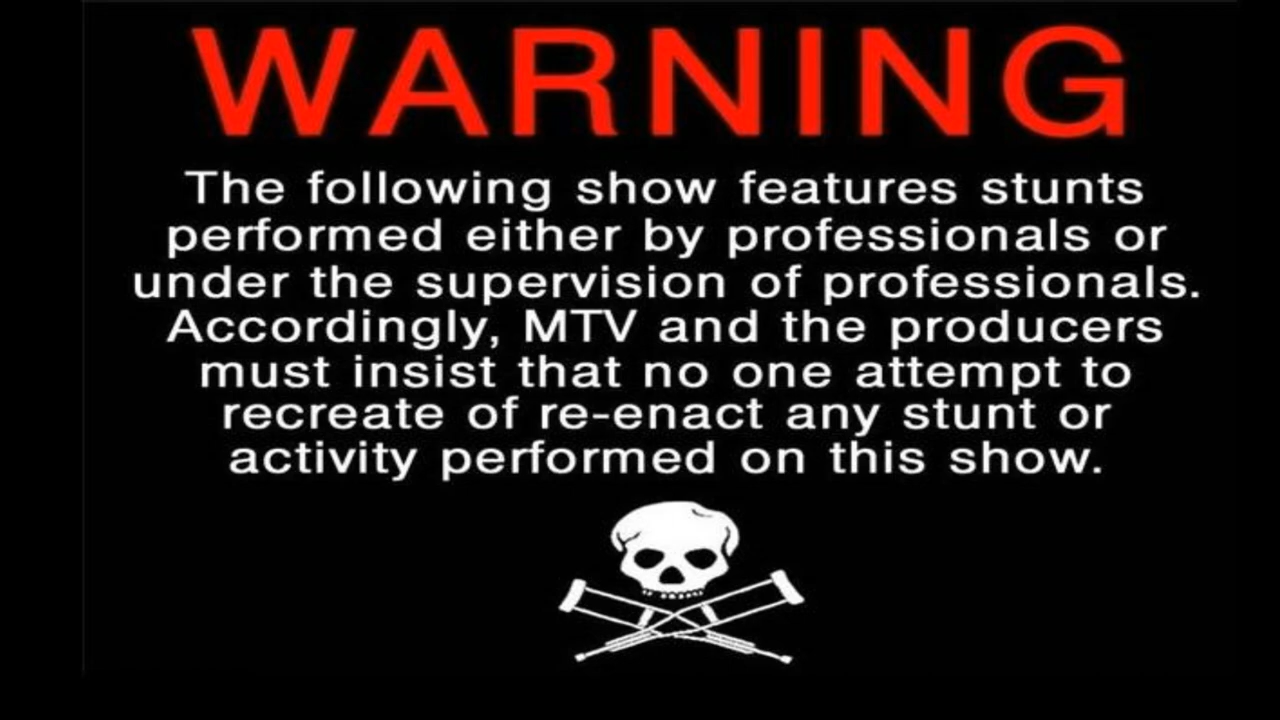 WARNING
The following show features stunts
performed either by professionals or
under the supervision of professionals.
Accordingly, MTV and the producers
must insist that no one attempt to
recreate of re-enact any stunt or
activity performed on this show.